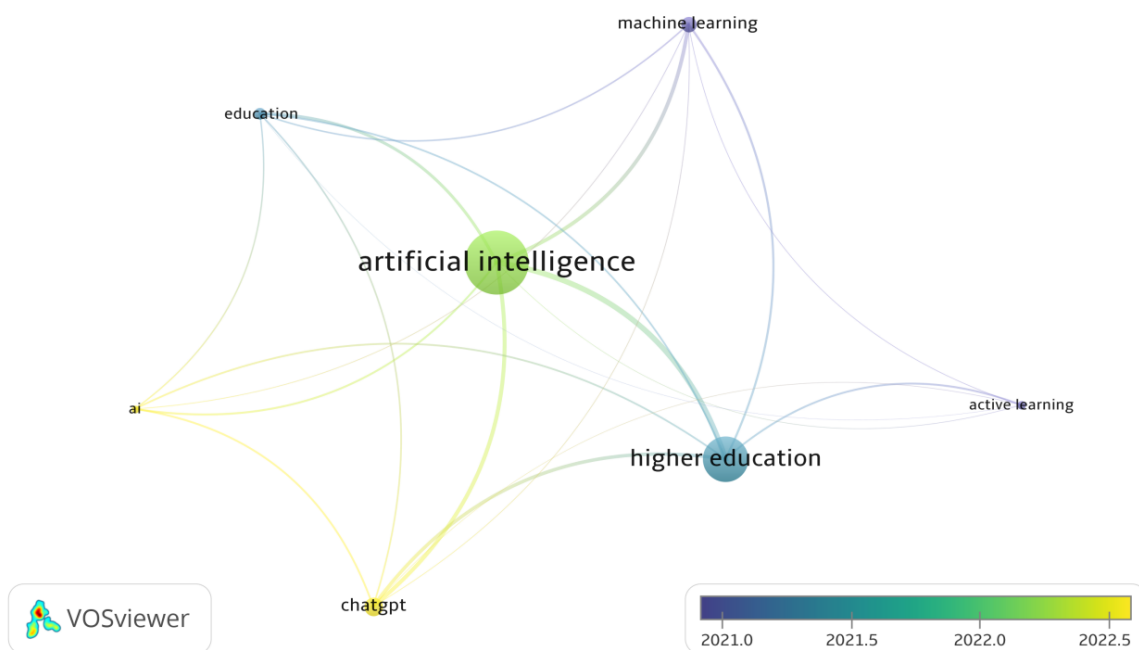 machine learning
education
artificial intelligence
ai
active learning
higher education
chatgpt
VOSviewer
2021.0 2021.5 2022.0 2022.5